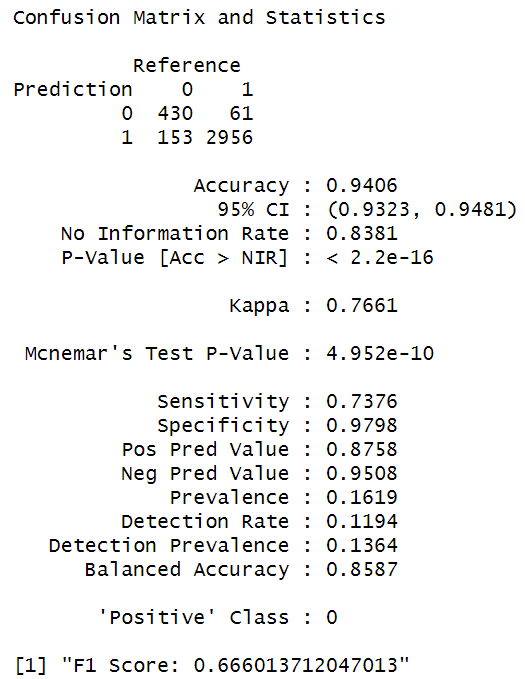 Confusion Matrix and Statistics
Reference
Prediction 0 1
0 430 61
1 153 2956
Accuracy : 0.9406
95% CI : (0.9323, 0.9481)
No Information Rate : 0.8381
P-Value [Acc > NIR] : < 2.2e-16
Kappa : 0.7661
Mcnemar's Test P-Value : 4.952e-10
Sensitivity : 0.7376
Specificity : 0.9798
Pos Pred Value : 0.8758
Neg Pred Value : 0.9508
Prevalence : 0.1619
Detection Rate : 0.1194
Detection Prevalence : 0.1364
Balanced Accuracy : 0.8587
'Positive' Class : 0
[1] "F1 Score: 0.666013712047013"